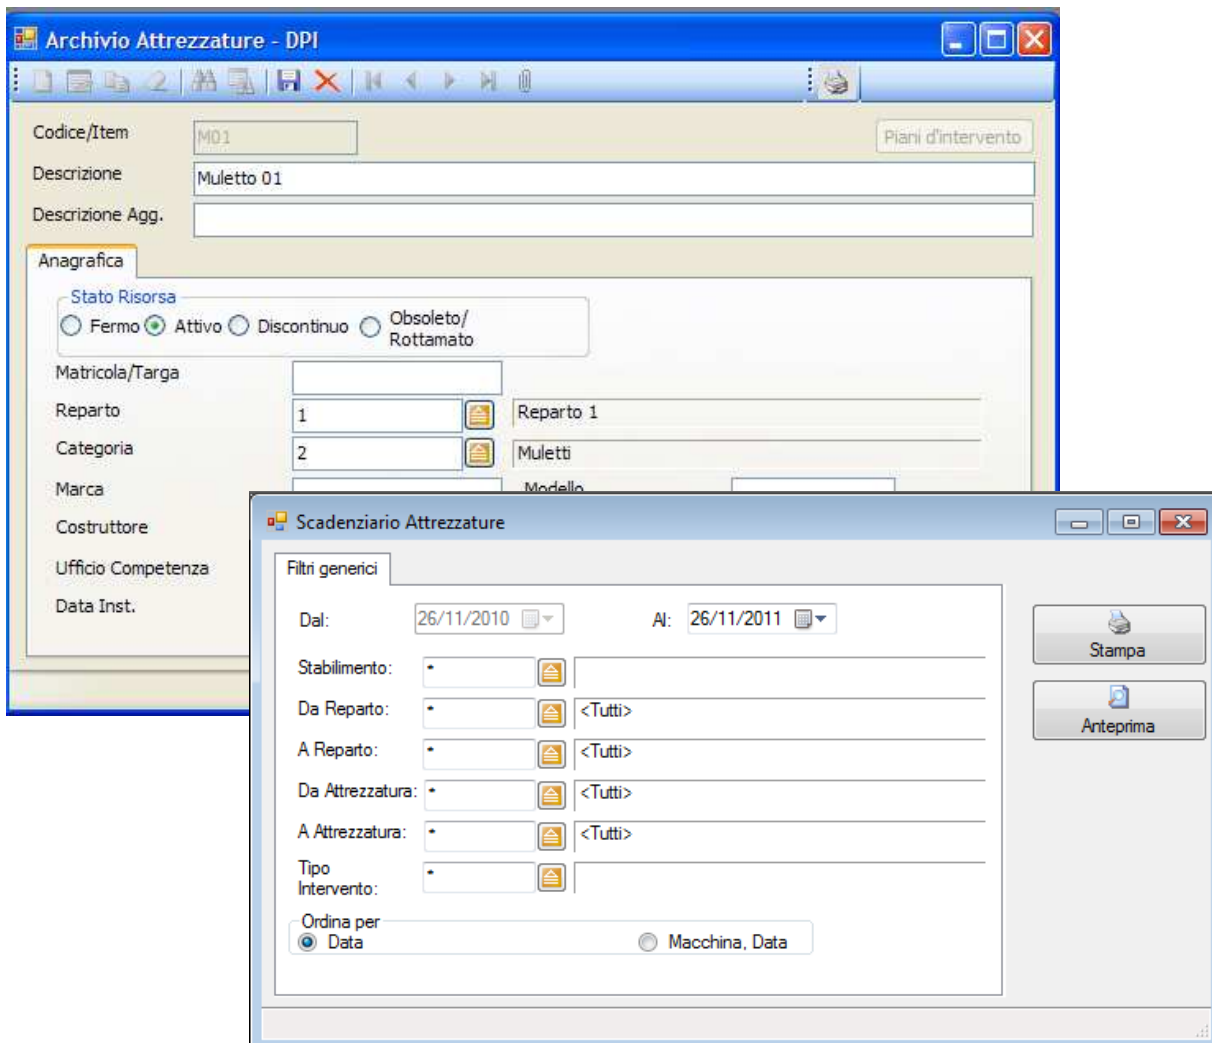 Archivio Attrezzature - DPI
Codice/Item M01 Piani d'intervento
Descrizione Muletto 01
Descrizione Agg.
Anagrafica
Stato Risorsa
Fermo Attivo Discontinuo Obsoleto/
Rottamato
Matricola/Targa
Reparto 1 Reparto 1
Categoria 2 Muletti
Marca Modello
Costruttore
Ufficio Competenza
Data Inst.
Scadenziario Attrezzature
Filtri generici
Dal: 26/11/2010 Al: 26/11/2011
Stabilimento: *
Da Reparto: * <Tutti>
A Reparto: * <Tutti>
Da Attrezzatura: * <Tutti>
A Attrezzatura: * <Tutti>
Tipo
Intervento: *
Ordina per
Data Macchina, Data
Stampa
Anteprima